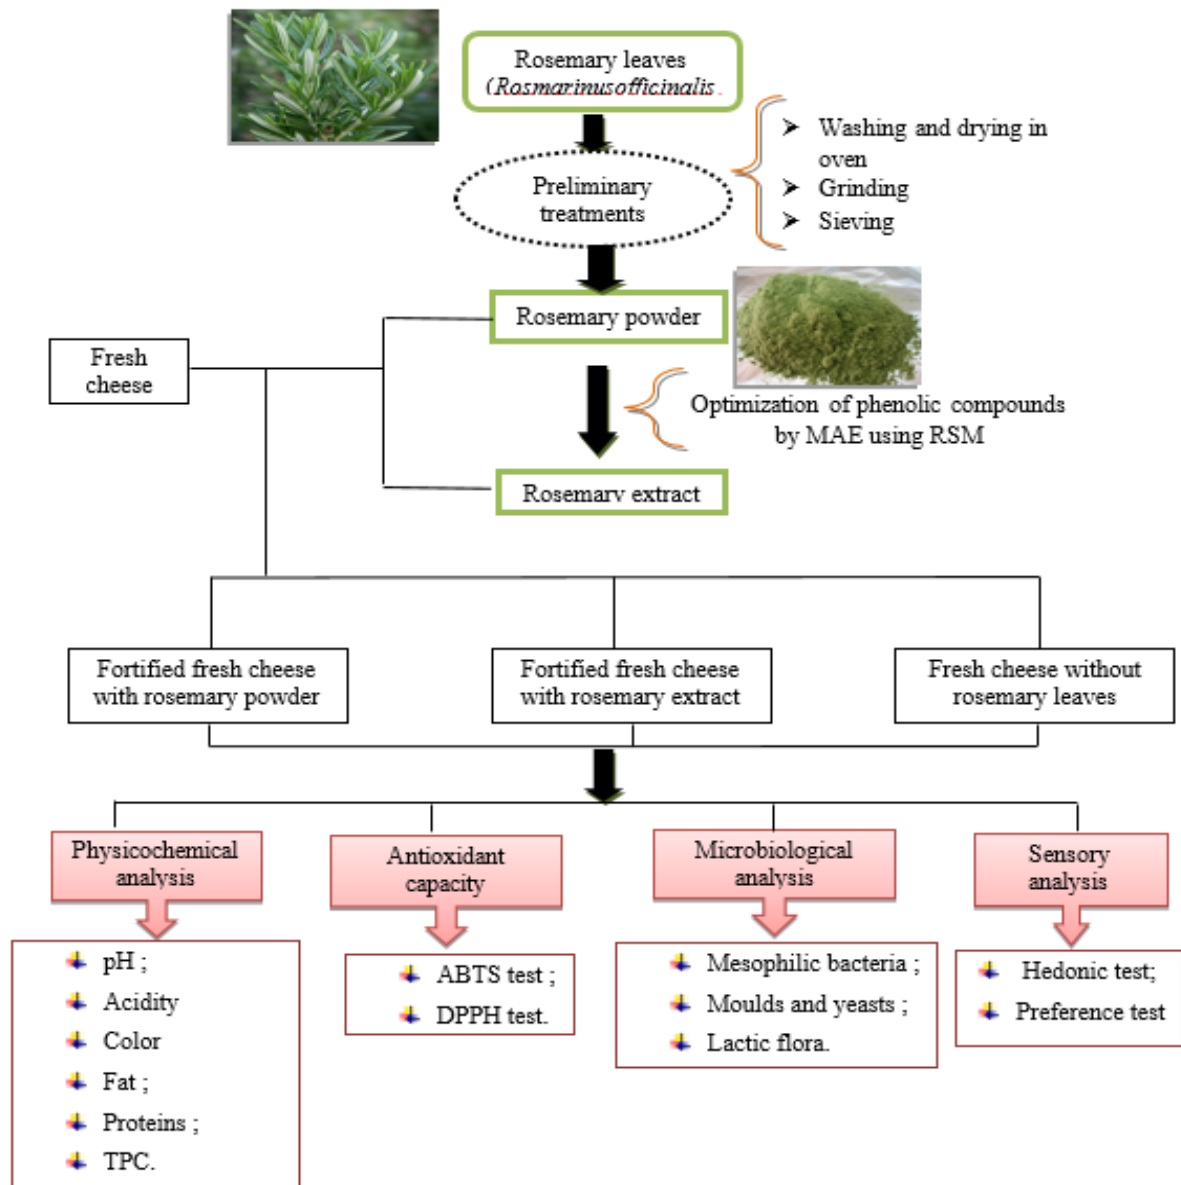 Rosemary leaves
(Rosmarinusofficinalis.
➤ Washing and drying in
oven
➤ Grinding
➤ Sieving
Preliminary
treatments
Rosemary powder
Fresh
cheese
Optimization of phenolic compounds
by MAE using RSM
Rosemary extract
Fortified fresh cheese
with rosemary powder
Fortified fresh cheese
with rosemary extract
Fresh cheese without
rosemary leaves
Physicochemical
analysis
Antioxidant
capacity
Microbiological
analysis
Sensory
analysis
pH ;
Acidity
Color
Fat ;
Proteins ;
TPC.
ABTS test ;
DPPH test.
Mesophilic bacteria ;
Moulds and yeasts ;
Lactic flora.
Hedonic test;
Preference test